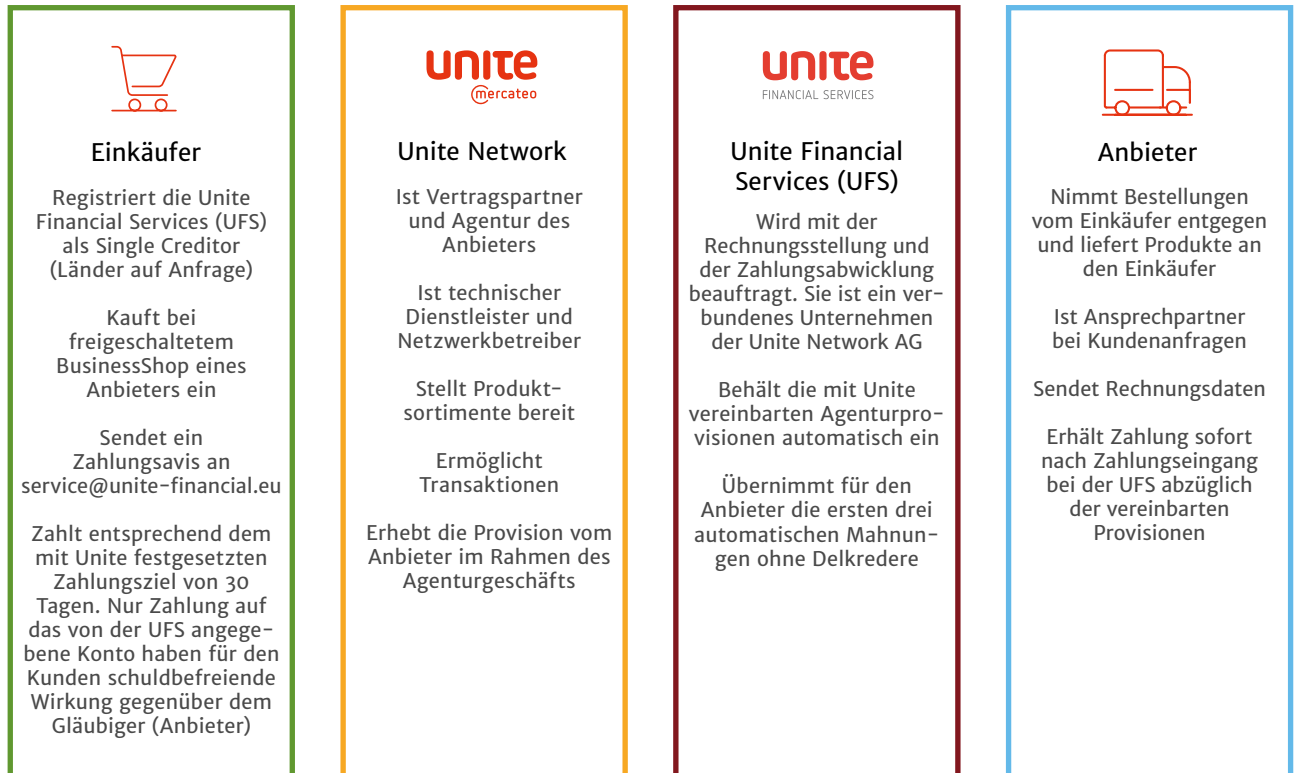 Einkäufer
Registriert die Unite
Financial Services (UFS)
als Single Creditor
(Länder auf Anfrage)
Kauft bei
freigeschaltetem
BusinessShop eines
Anbieters ein
Sendet ein
Zahlungsavis an
service@unite-financial.eu
Zahlt entsprechend dem
mit Unite festgesetzten
Zahlungsziel von 30
Tagen. Nur Zahlung auf
das von der UFS angege-
bene Konto haben für den
Kunden schuldbefreiende
Wirkung gegenüber dem
Gläubiger (Anbieter)
unite
mercateo
Unite Network
Ist Vertragspartner
und Agentur des
Anbieters
Ist technischer
Dienstleister und
Netzwerkbetreiber
Stellt Produkt-
sortimente bereit
Ermöglicht
Transaktionen
Erhebt die Provision vom
Anbieter im Rahmen des
Agenturgeschäfts
unite
FINANCIAL SERVICES
Unite Financial
Services (UFS)
Wird mit der
Rechnungsstellung und
der Zahlungsabwicklung
beauftragt. Sie ist ein ver-
bundenes Unternehmen
der Unite Network AG
Behält die mit Unite
vereinbarten Agenturpro-
visionen automatisch ein
Übernimmt für den
Anbieter die ersten drei
automatischen Mahnun-
gen ohne Delkredere
Anbieter
Nimmt Bestellungen
vom Einkäufer entgegen
und liefert Produkte an
den Einkäufer
Ist Ansprechpartner
bei Kundenanfragen
Sendet Rechnungsdaten
Erhält Zahlung sofort
nach Zahlungseingang
bei der UFS abzüglich
der vereinbarten
Provisionen